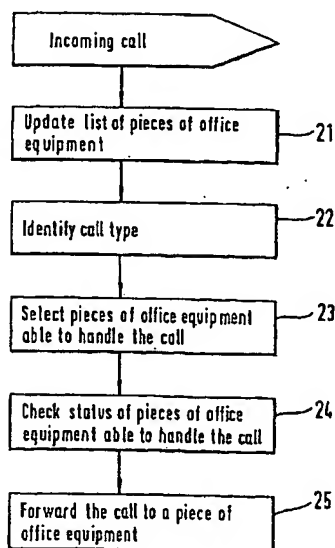 Incoming call
Update list of pieces of office
equipment
21
Identify call type
22
Select pieces of office equipment
able to handle the call
23
Check status of pieces of office
equipment able to handle the call
24
Forward the call to a piece of
office equipment
25